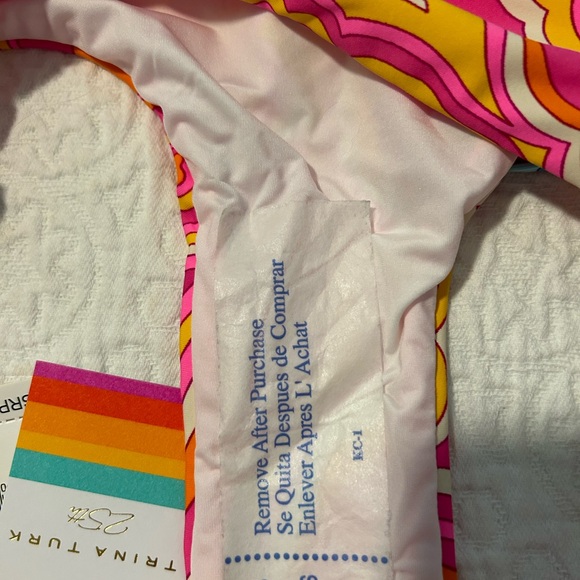 Remove After Purchase
Se Quita Despues de Comprar
Enlever Apres L' Achat
KC-1
TRINA TURK
25th